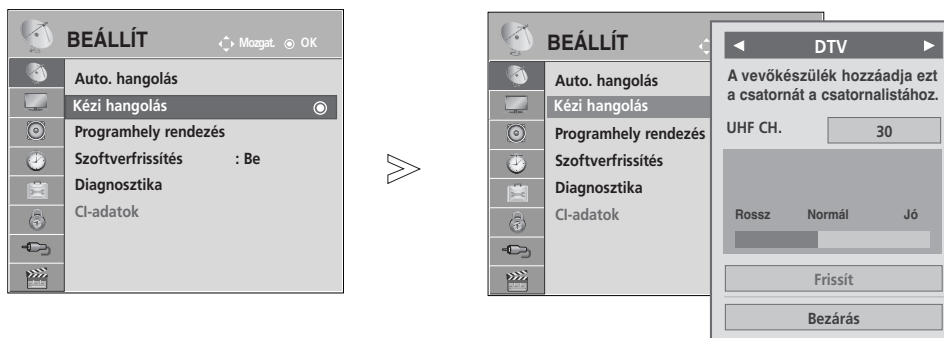 BEÁLLÍT Mozgat. OK
Auto. hangolás
Kézi hangolás
Programhely rendezés
Szoftverfrissítés : Be
Diagnosztika
CI-adatok
BEÁLLÍT
Auto. hangolás
Kézi hangolás
Programhely rendezés
Szoftverfrissítés
Diagnosztika
CI-adatok
DTV
A vevőkészülék hozzáadja ezt
a csatornát a csatornalistához.
UHF CH. 30
Rossz Normál Jó
Frissít
Bezárás